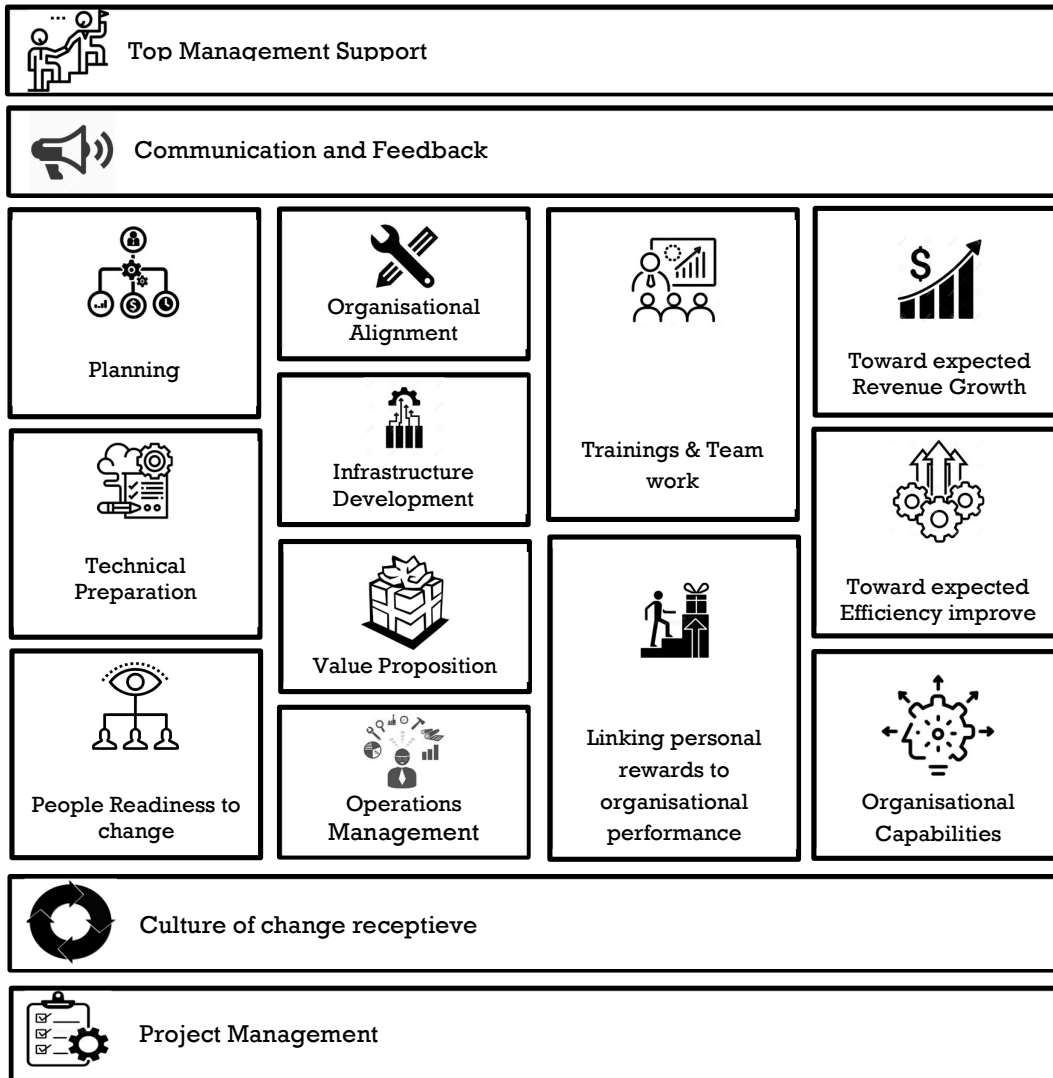 Top Management Support
Communication and Feedback
Planning
Technical
Preparation
People Readiness to
change
Organisational
Alignment
Infrastructure
Development
Value Proposition
Operations
Management
Trainings & Team
work
Linking personal
rewards to
organisational
performance
$
Toward expected
Revenue Growth
Toward expected
Efficiency improve
Organisational
Capabilities
Culture of change receptieve
Project Management